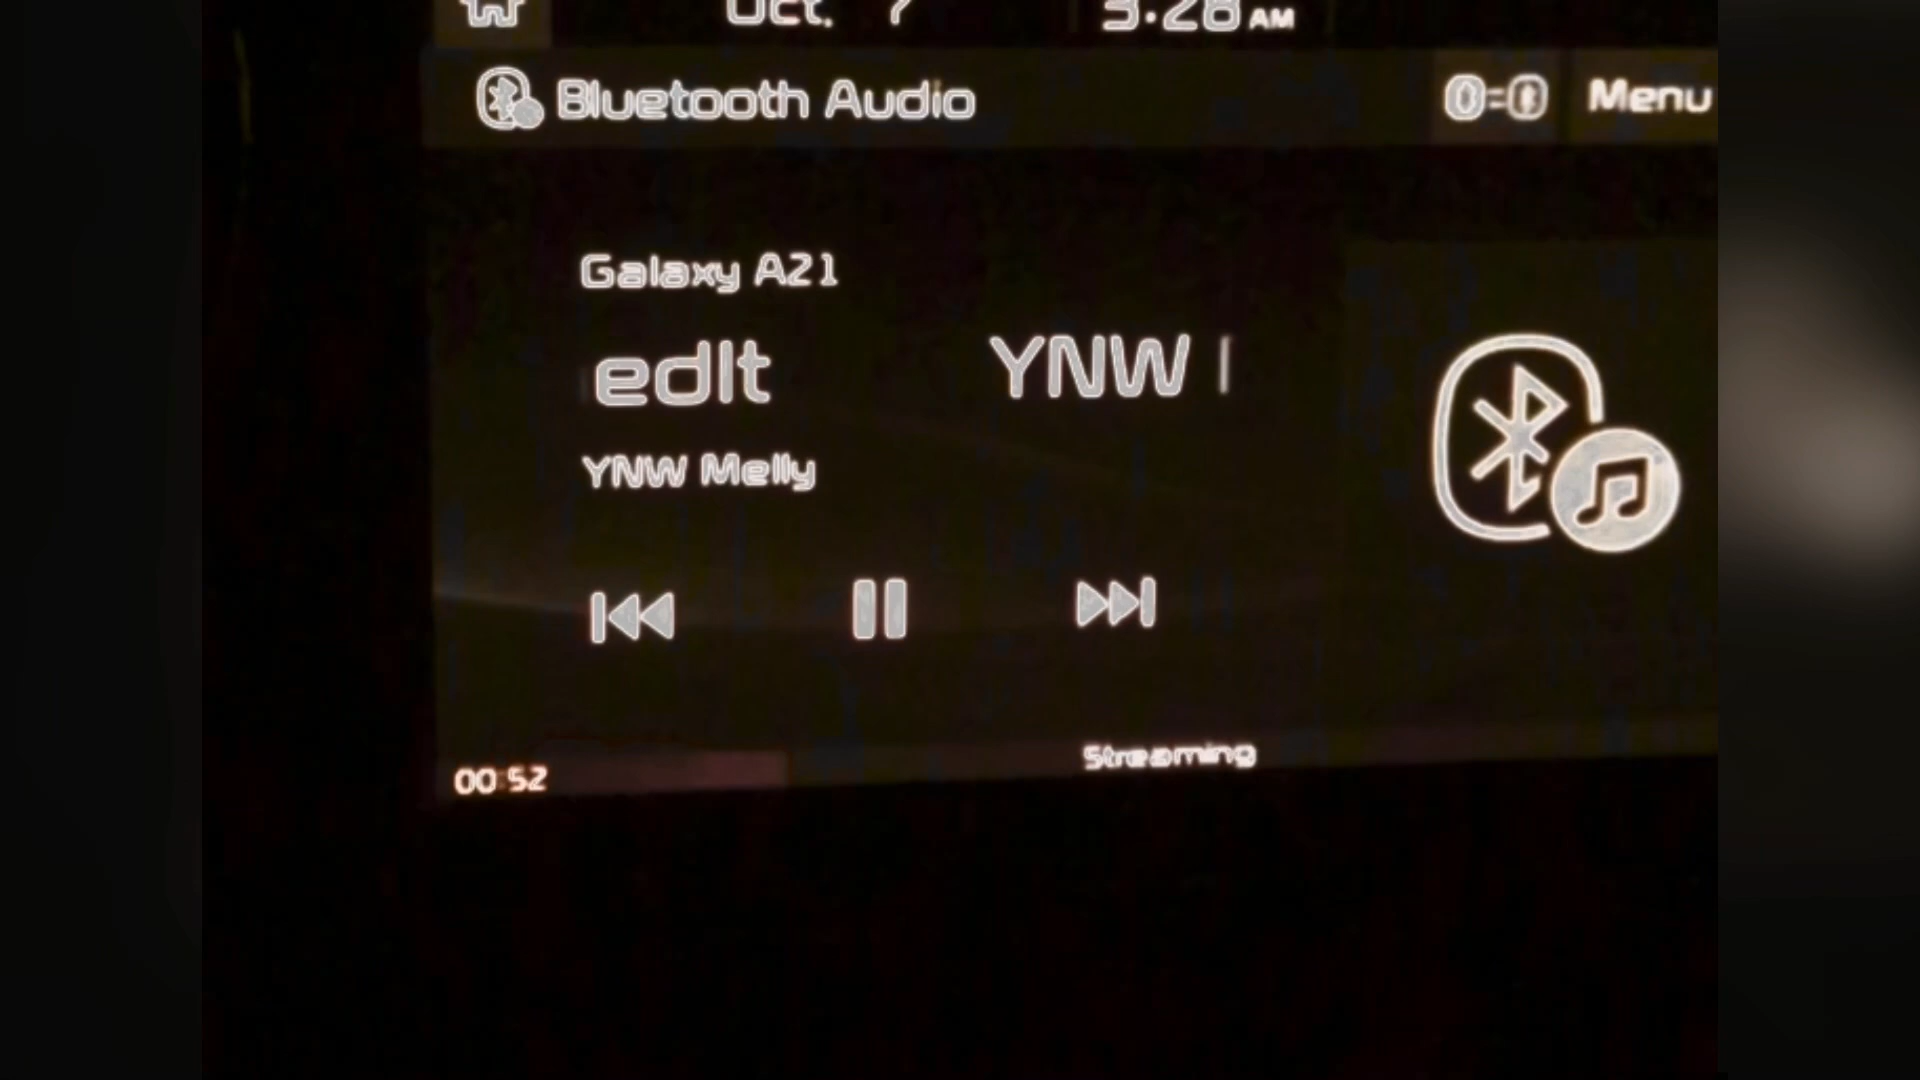 Oct. 7 3:28 AM
Bluetooth Audio Menu
Galaxy A21
edit YNW
YNW Melly
00:52 Streaming